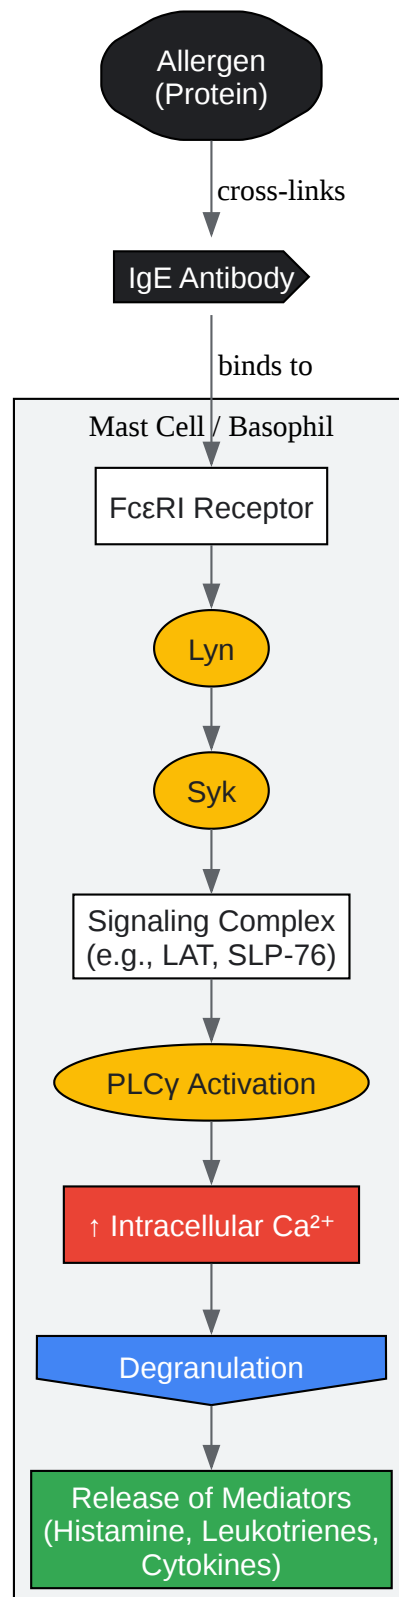 Allergen
(Protein)
cross-links
IgE Antibody
binds to
Mast Cell / Basophil
FcεRI Receptor
Lyn
Syk
Signaling Complex
(e.g., LAT, SLP-76)
PLCγ Activation
↑ Intracellular Ca²⁺
Degranulation
Release of Mediators
(Histamine, Leukotrienes,
Cytokines)